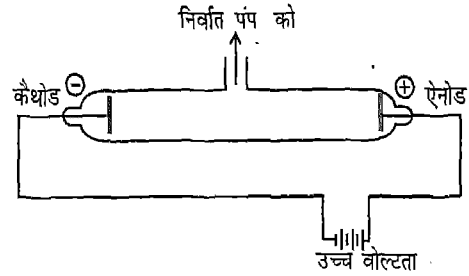 निर्वात पंप को
कैथोड
⊖
⊕
ऐनोड
उच्च वोल्टता